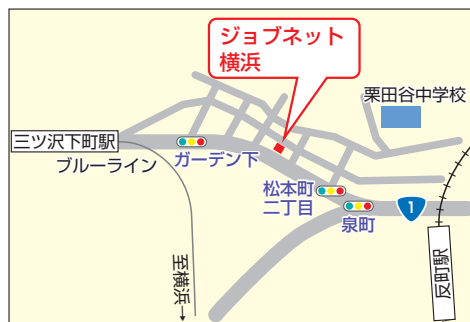 ジョブネット
横浜
栗田谷中学校
三ツ沢下町駅
ブルーライン
ガーデン下
松本町
二丁目
泉町
1
至横浜→
反町駅